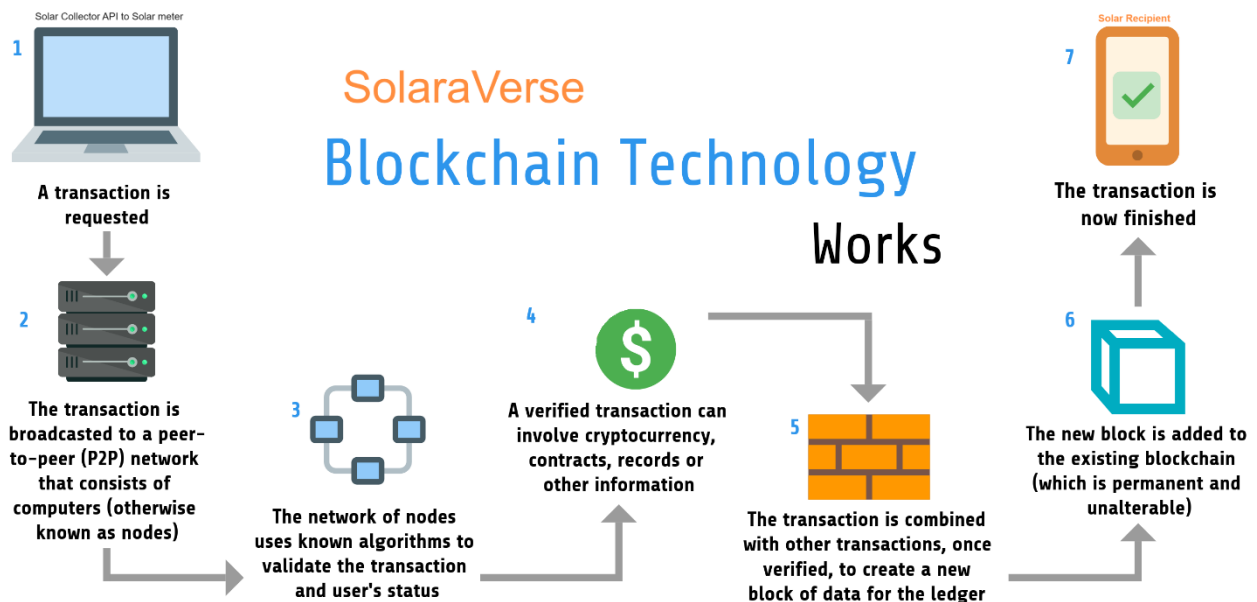 Solar Collector API to Solar meter
1
A transaction is
requested
2
The transaction is
broadcasted to a peer-
to-peer (P2P) network
that consists of
computers (otherwise
known as nodes)
3
The network of nodes
uses known algorithms to
validate the transaction
and user's status
SolaraVerse
Blockchain Technology
Works
4
$
A verified transaction can
involve cryptocurrency,
contracts, records or
other information
5
The transaction is combined
with other transactions, once
verified, to create a new
block of data for the ledger
6
The new block is added to
the existing blockchain
(which is permanent and
unalterable)
Solar Recipient
7
The transaction is
now finished